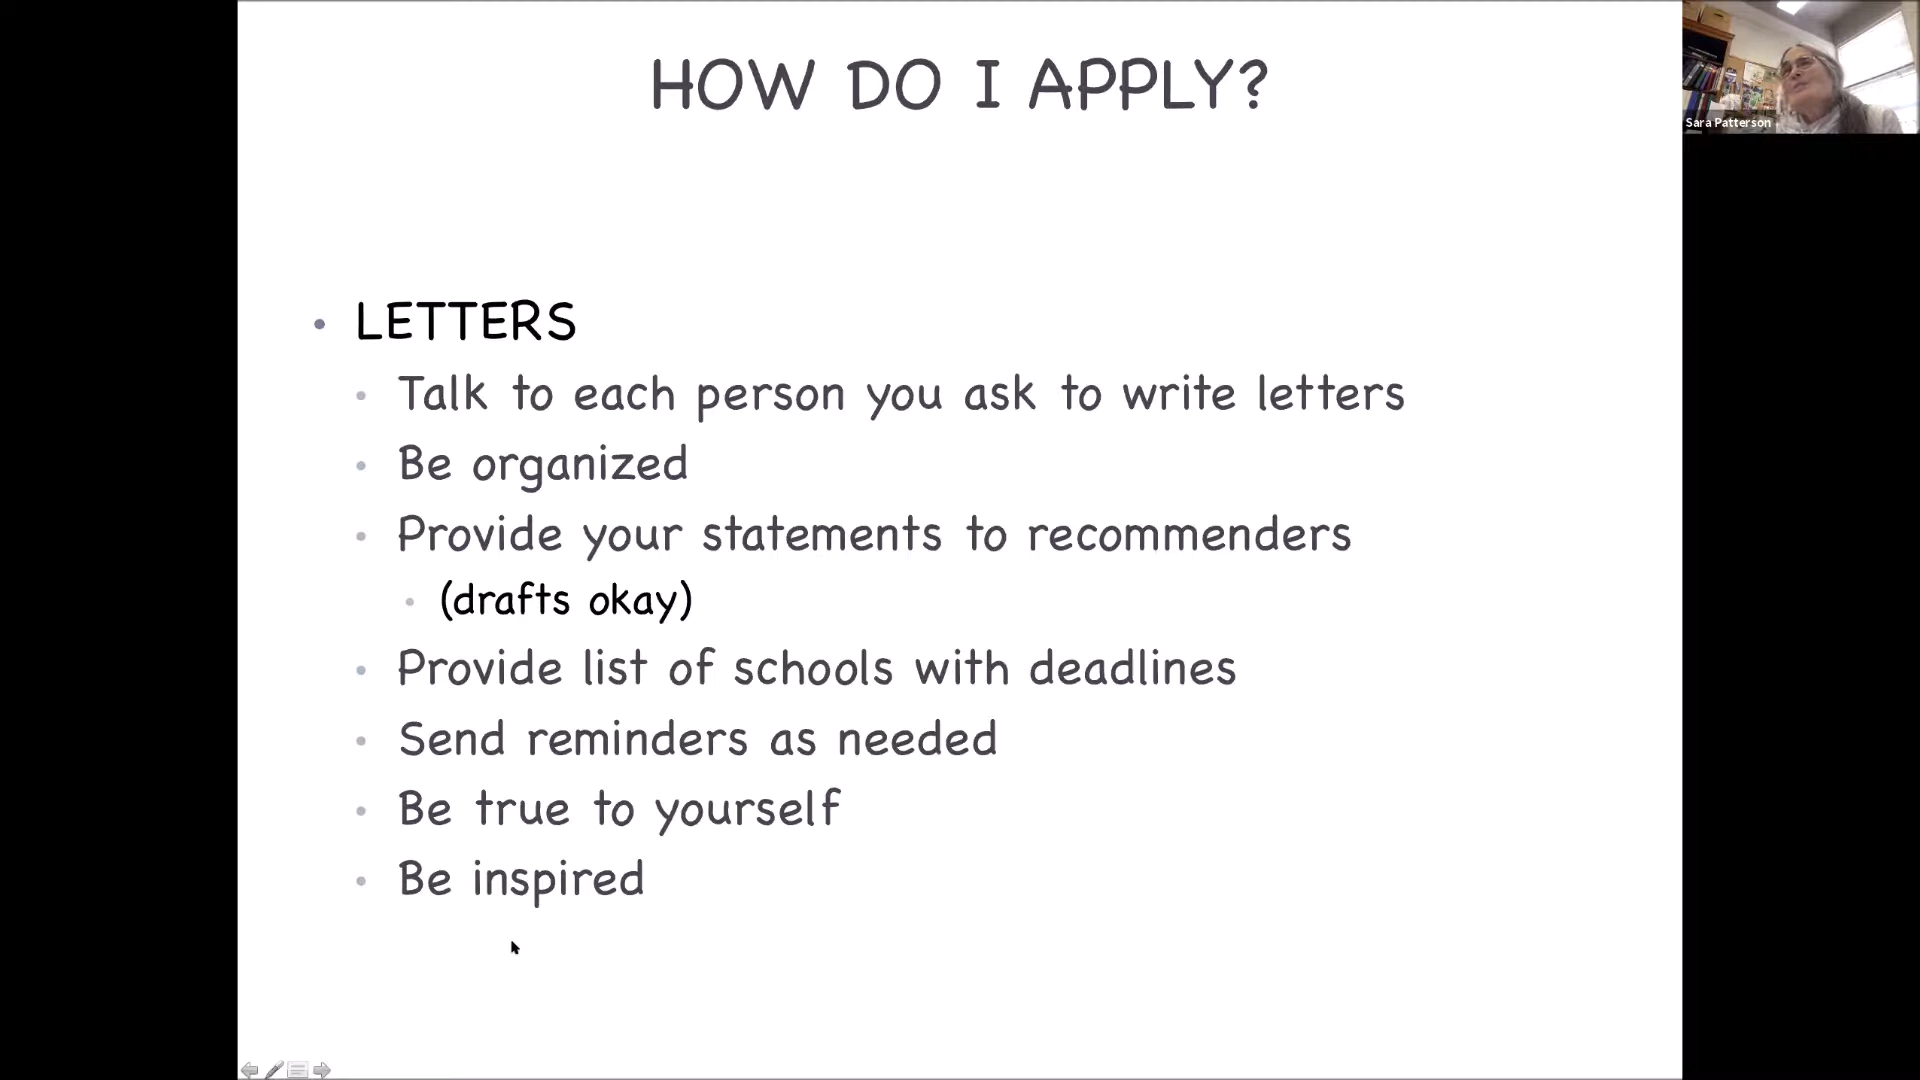 HOW DO I APPLY?
Sara Patterson
• LETTERS
• Talk to each person you ask to write letters
• Be organized
• Provide your statements to recommenders
• (drafts okay)
• Provide list of schools with deadlines
• Send reminders as needed
• Be true to yourself
• Be inspired